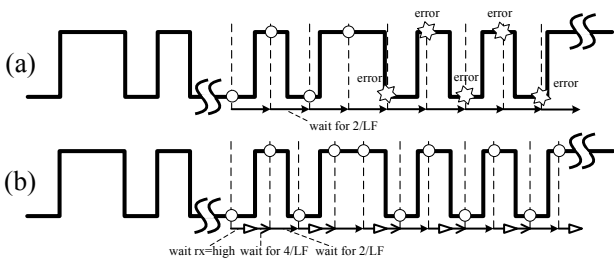 error error
(a)
error error error
wait for 2/LF
(b)
wait rx=high wait for 4/LF wait for 2/LF